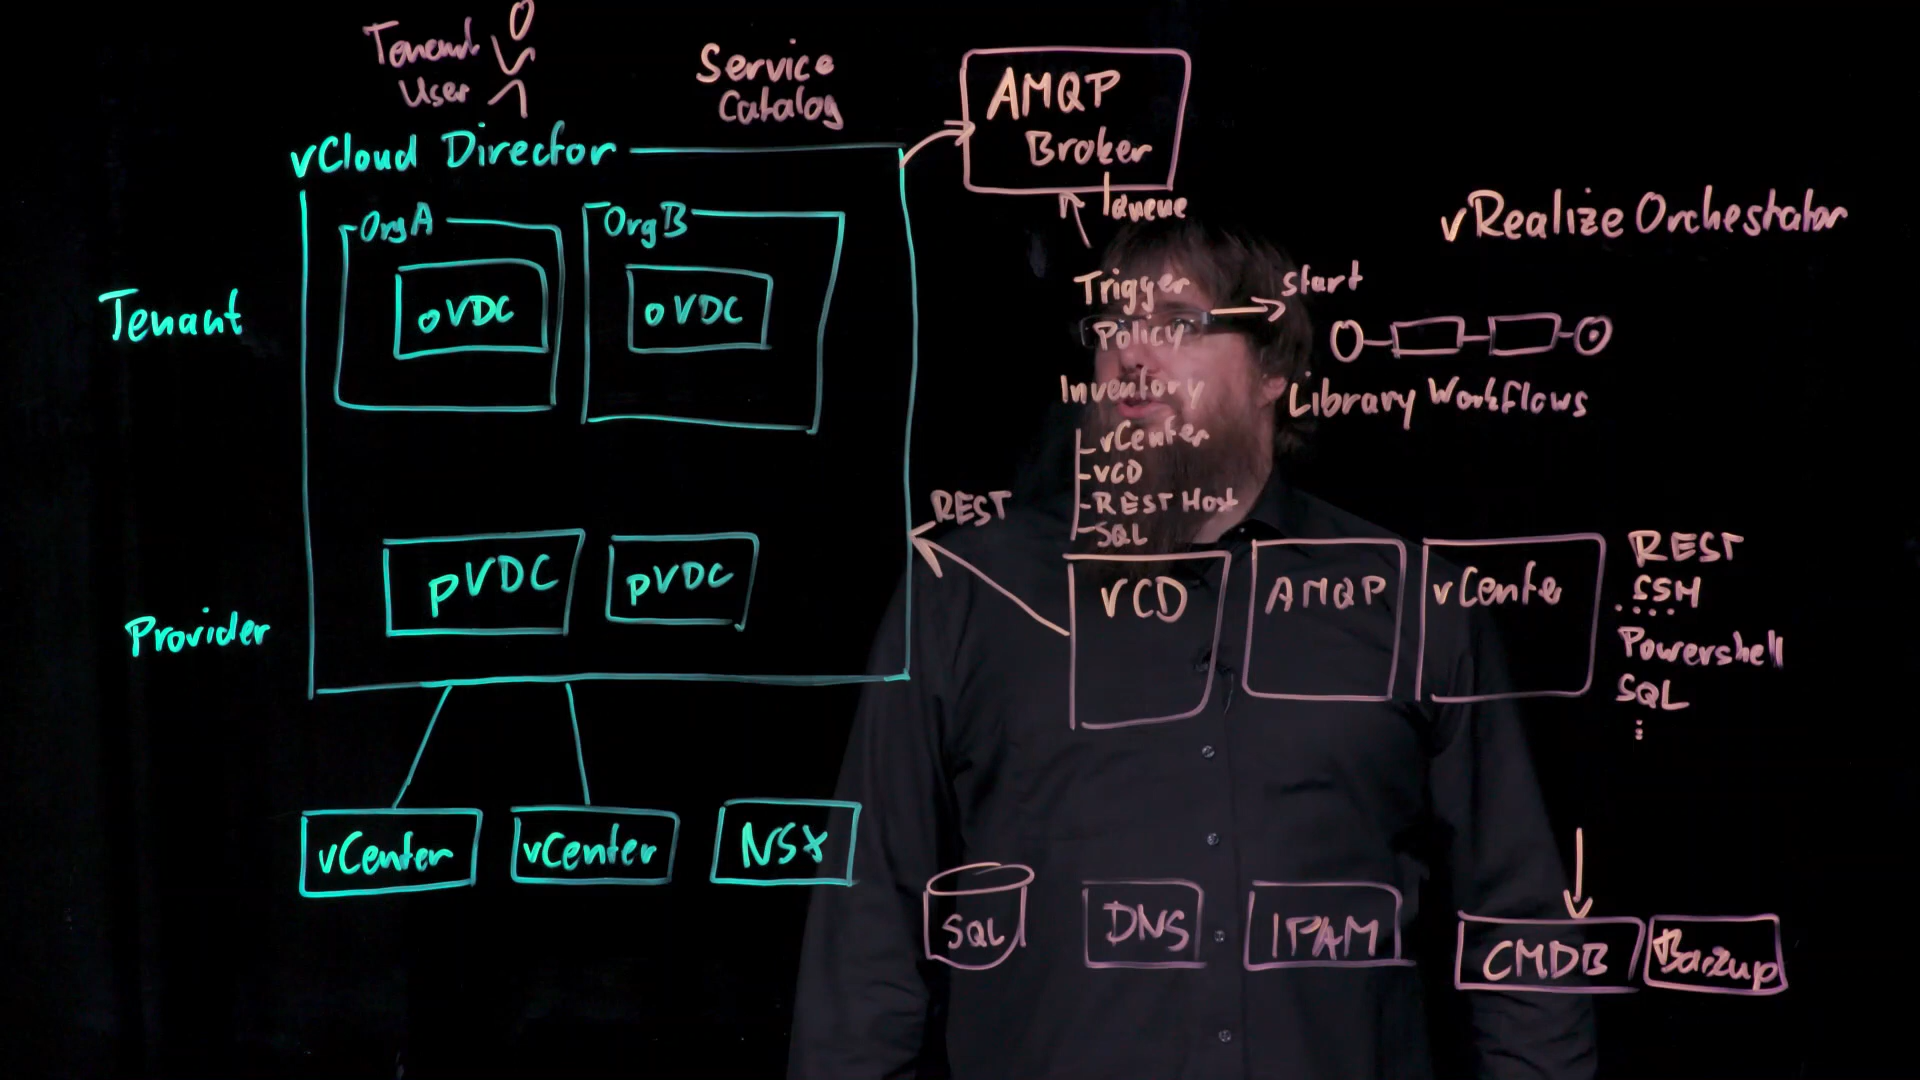 Tenant
User
Service
Catalog
vCloud Director
OrgA
oVDC
OrgB
oVDC
Tenant
Provider
pVDC
pVDC
vCenter
vCenter
NSX
AMQP
Broker
queue
vRealize Orchestrator
Trigger
Policy
start
Library Workflows
Inventory
vCenter
VCD
REST Host
SQL
REST
VCD
AMQP
vCente
REST
SSH
....
Powershell
SQL
⋮
SQL
DNS
IPAM
CMDB
Backup